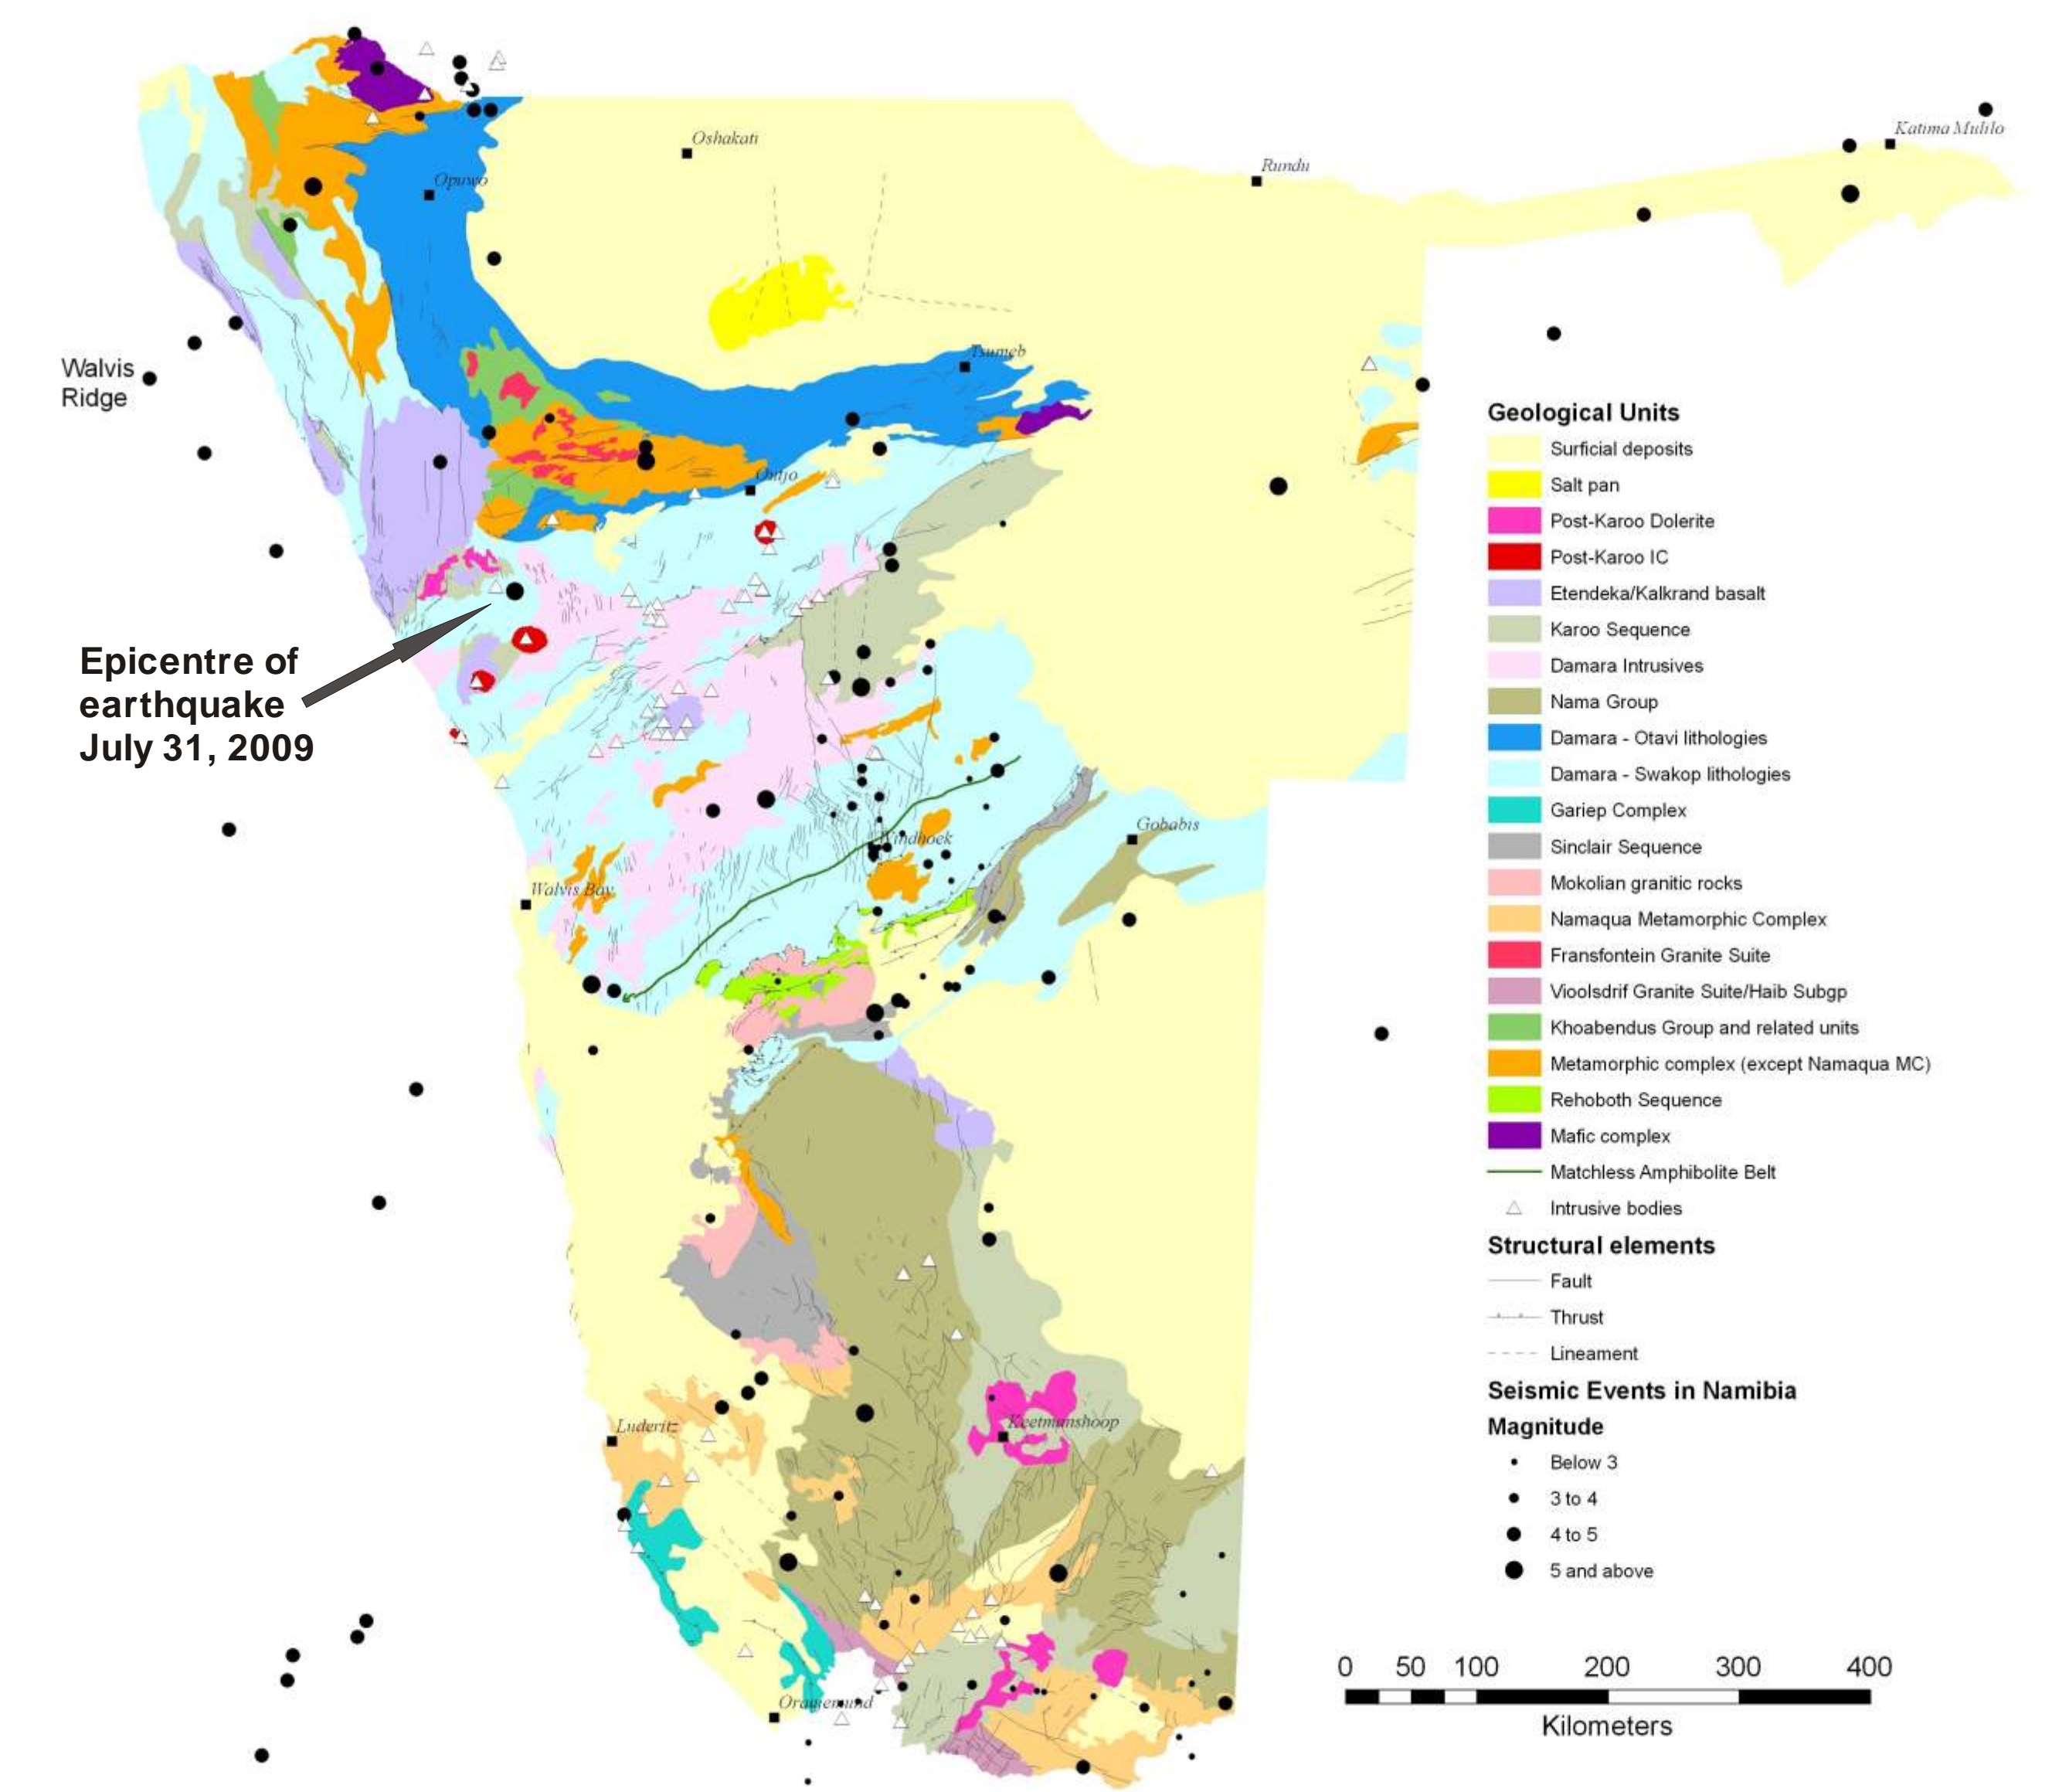 Oshakati
Katima Mulilo
Rundu
Opuwo
Walvis
Ridge
Tsumeb
Outjo
Epicentre of
earthquake
July 31, 2009
Windhoek
Gobabis
Walvis Bay
Luderitz
Keetmanshoop
Oranjemund
Geological Units
Surficial deposits
Salt pan
Post-Karoo Dolerite
Post-Karoo IC
Etendeka/Kalkrand basalt
Karoo Sequence
Damara Intrusives
Nama Group
Damara - Otavi lithologies
Damara - Swakop lithologies
Gariep Complex
Sinclair Sequence
Mokolian granitic rocks
Namaqua Metamorphic Complex
Fransfontein Granite Suite
Vioolsdrif Granite Suite/Haib Subgp
Khoabendus Group and related units
Metamorphic complex (except Namaqua MC)
Rehoboth Sequence
Mafic complex
Matchless Amphibolite Belt
Intrusive bodies
Structural elements
Fault
Thrust
Lineament
Seismic Events in Namibia
Magnitude
Below 3
3 to 4
4 to 5
5 and above
0 50 100 200 300 400
Kilometers